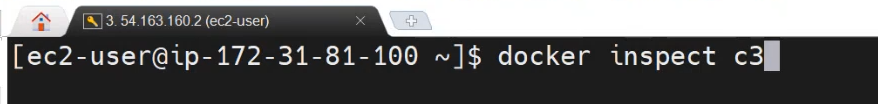 3. 54.163.160.2 (ec2-user)
[ec2-user@ip-172-31-81-100 ~]$ docker inspect c3